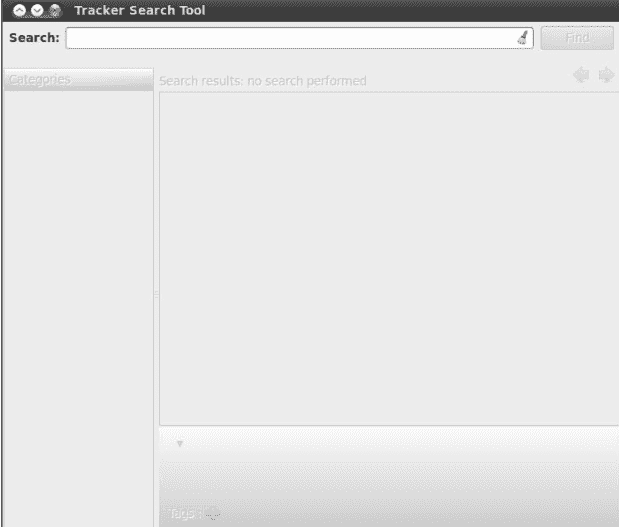 Tracker Search Tool
Search:
Find
Categories
Search results: no search performed
Tags :